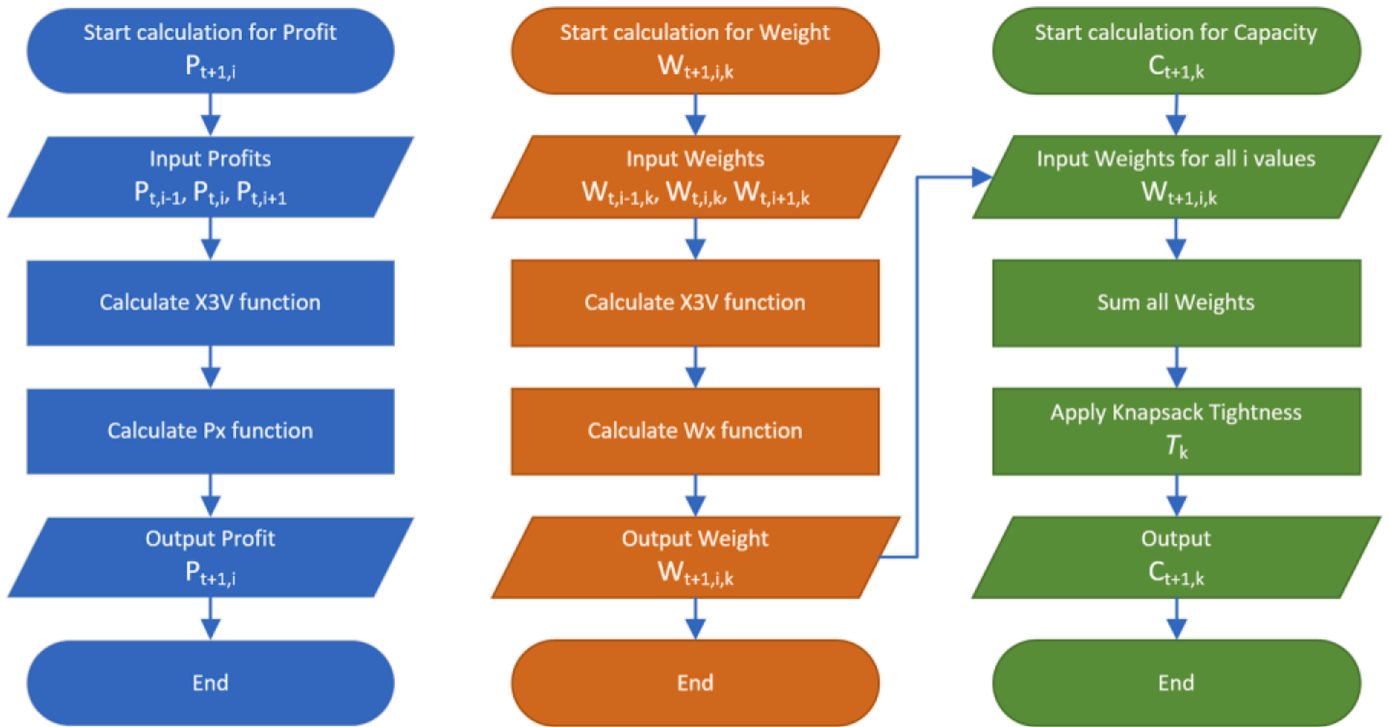 Start calculation for Profit
Pt+1,i
Input Profits
Pt,i-1, Pt,i, Pt,i+1
Calculate X3V function
Calculate Px function
Output Profit
Pt+1,i
End
Start calculation for Weight
Wt+1,i,k
Input Weights
Wt,i-1,k, Wt,i,k, Wt,i+1,k
Calculate X3V function
Calculate Wx function
Output Weight
Wt+1,i,k
End
Start calculation for Capacity
Ct+1,k
Input Weights for all i values
Wt+1,i,k
Sum all Weights
Apply Knapsack Tightness
Tk
Output
Ct+1,k
End